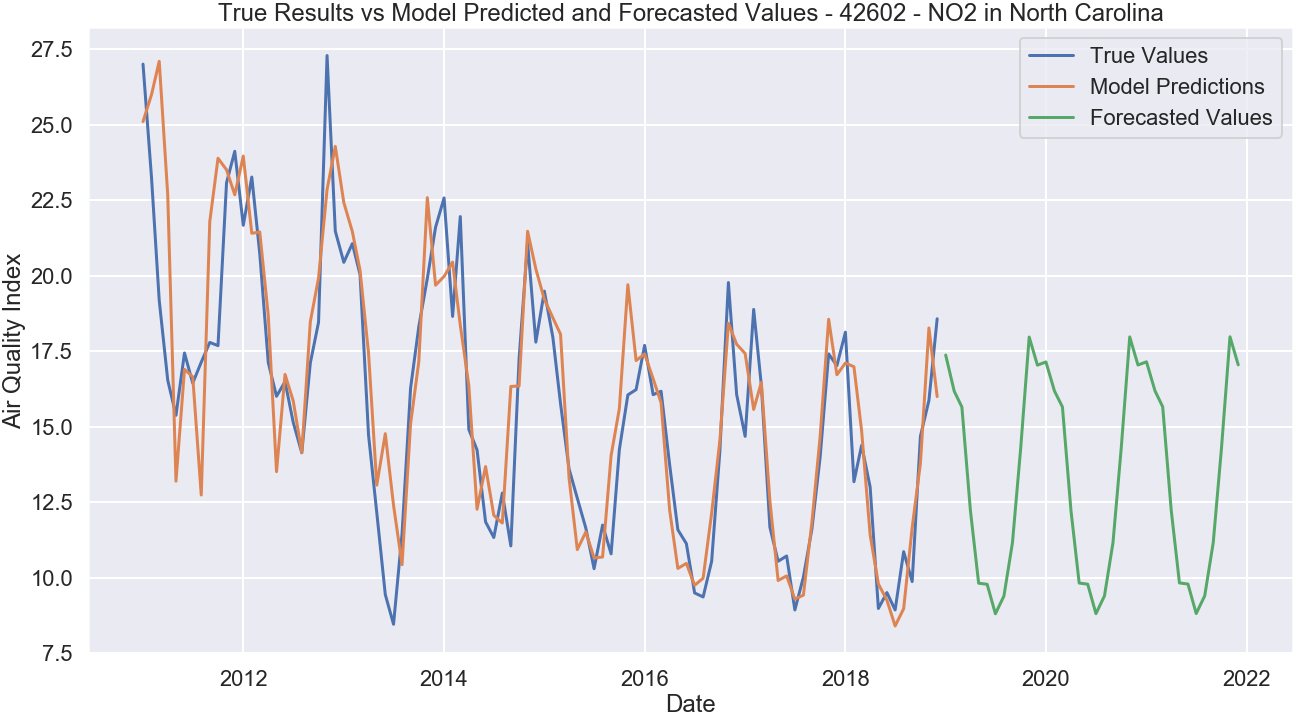 True Results vs Model Predicted and Forecasted Values - 42602 - NO2 in North Carolina
True Values
Model Predictions
Forecasted Values
Air Quality Index
27.5
25.0
22.5
20.0
17.5
15.0
12.5
10.0
7.5
2012 2014 2016 2018 2020 2022
Date